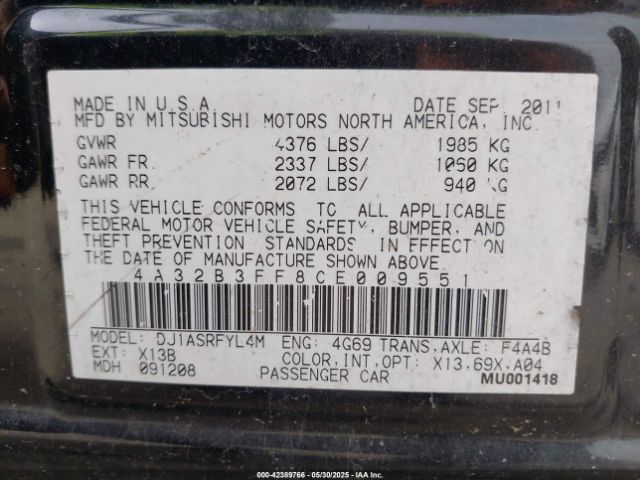 MADE IN U.S.A DATE SEP 2011
MFD BY MITSUBISHI MOTORS NORTH AMERICA, INC
GVWR 4376 LBS/ 1985 KG
GAWR FR. 2337 LBS/ 1060 KG
GAWR RR. 2072 LBS/ 940 KG
THIS VEHICLE CONFORMS TO ALL APPLICABLE
FEDERAL MOTOR VEHICLE SAFETY, BUMPER, AND
THEFT PREVENTION STANDARDS IN EFFECT ON
THE DATE OF MANUFACTURE SHOWN ABOVE.
4A32B3FF8CE009551
MODEL: DJ1ASRFYL4M ENG: 4G69 TRANS,AXLE: F4A4B
EXT: X13B COLOR,INT,OPT: X13,69X,A04
MDH 091208 PASSENGER CAR MU001418
000-42389766 — 05/30/2025 — IAA Inc.